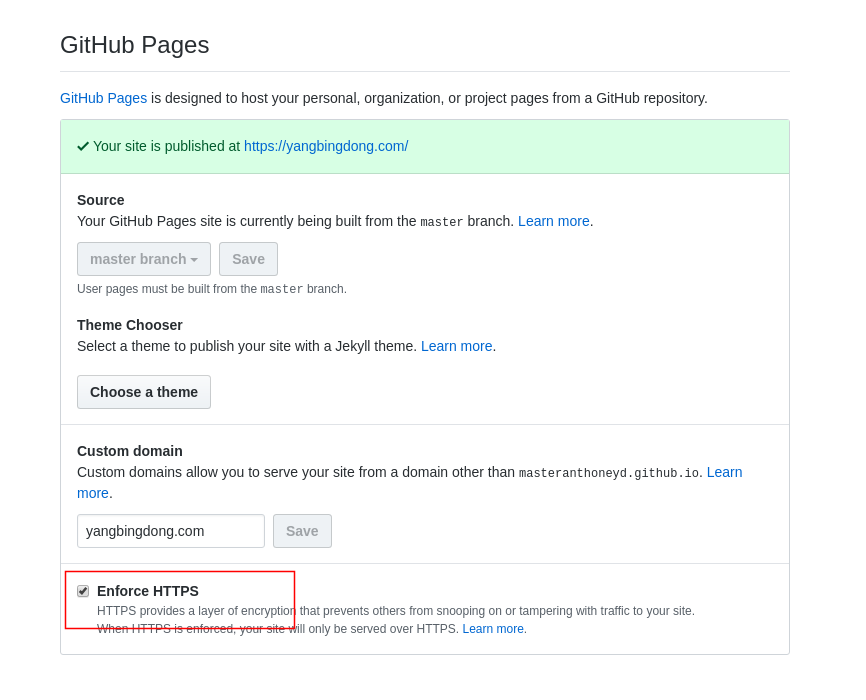 GitHub Pages
GitHub Pages is designed to host your personal, organization, or project pages from a GitHub repository.
Your site is published at https://yangbingdong.com/
Source
Your GitHub Pages site is currently being built from the master branch. Learn more.
master branch Save
User pages must be built from the master branch.
Theme Chooser
Select a theme to publish your site with a Jekyll theme. Learn more.
Choose a theme
Custom domain
Custom domains allow you to serve your site from a domain other than masteranthoneyd.github.io. Learn
more.
yangbingdong.com Save
Enforce HTTPS
HTTPS provides a layer of encryption that prevents others from snooping on or tampering with traffic to your site.
When HTTPS is enforced, your site will only be served over HTTPS. Learn more.